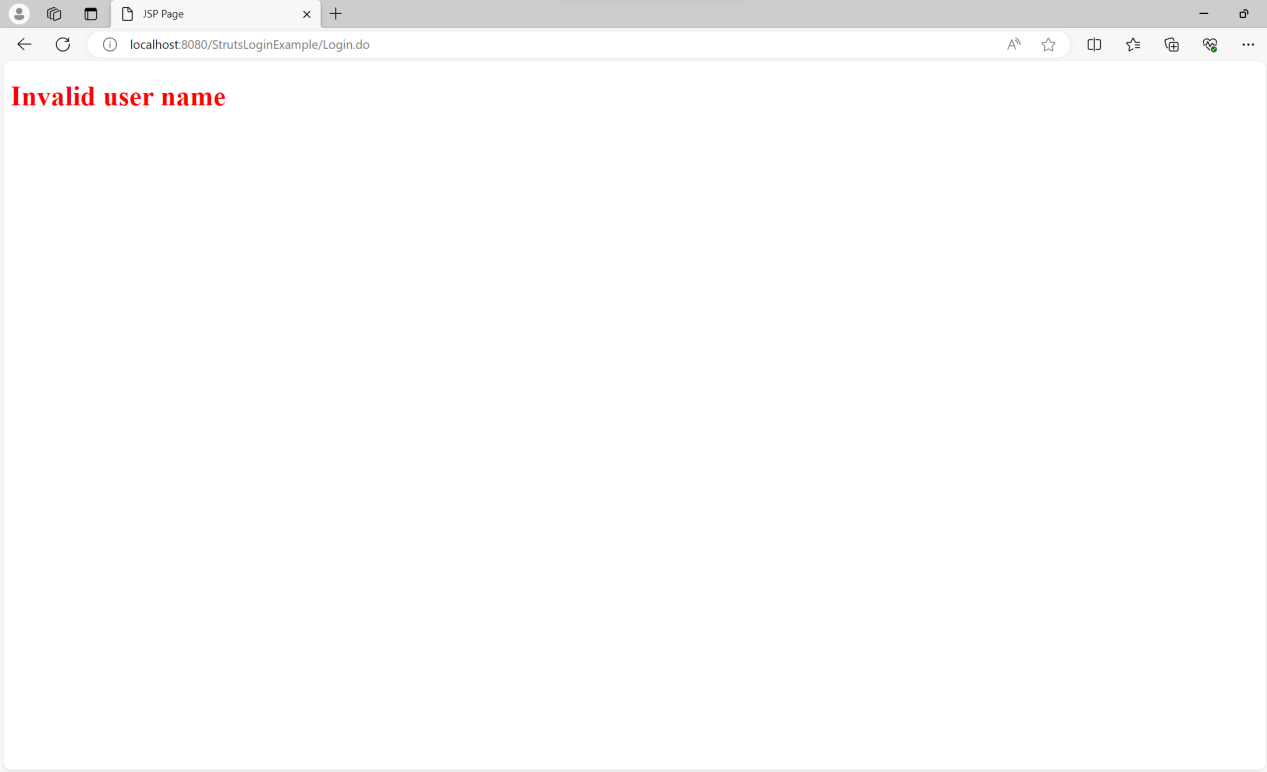 JSP Page
localhost:8080/StrutsLoginExample/Login.do
Invalid user name